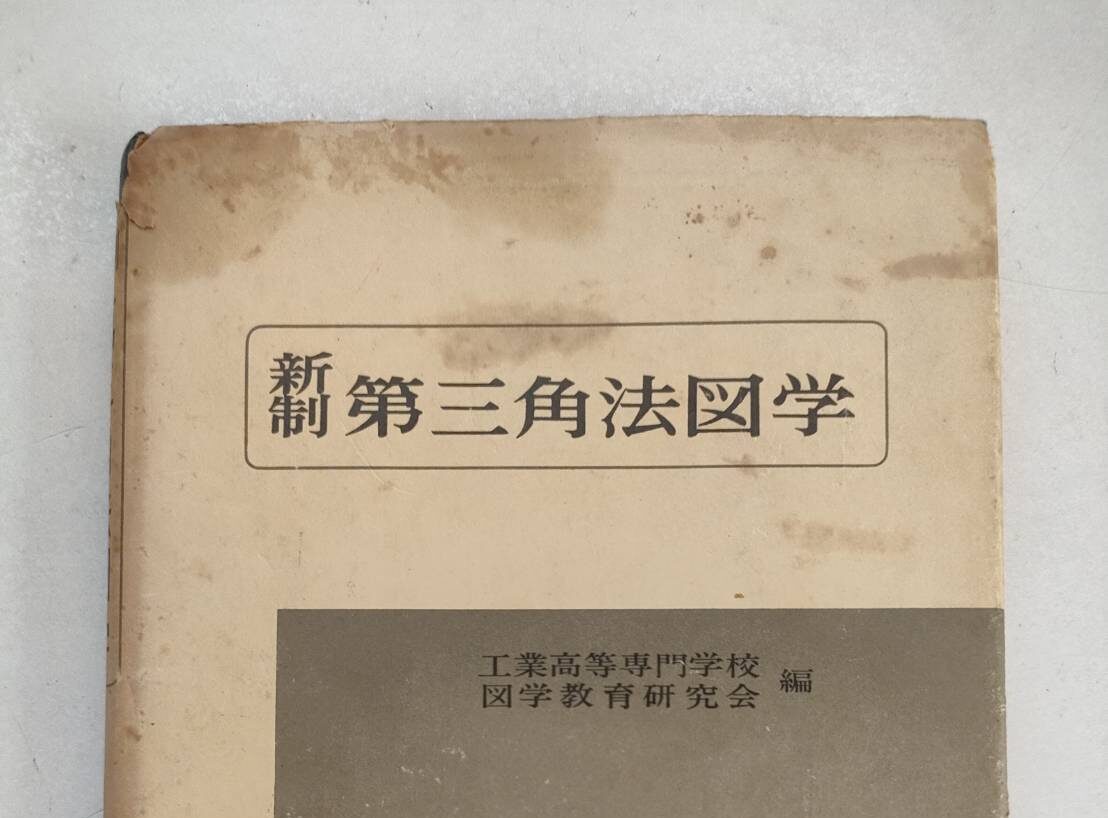 新制 第三角法図学
工業高等専門学校
図学教育研究会 編